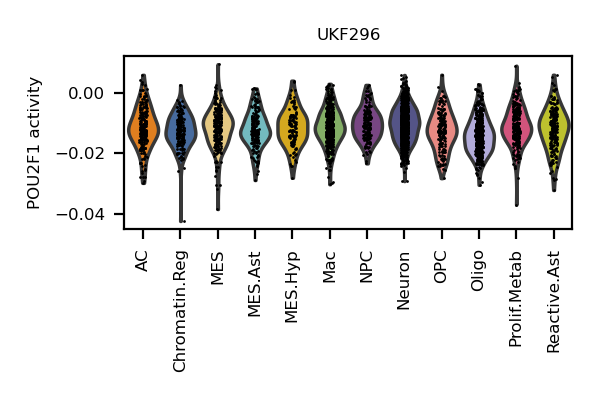 UKF296
POU2F1 activity
0.00
−0.02
−0.04
AC
Chromatin.Reg
MES
MES.Ast
MES.Hyp
Mac
NPC
Neuron
OPC
Oligo
Prolif.Metab
Reactive.Ast